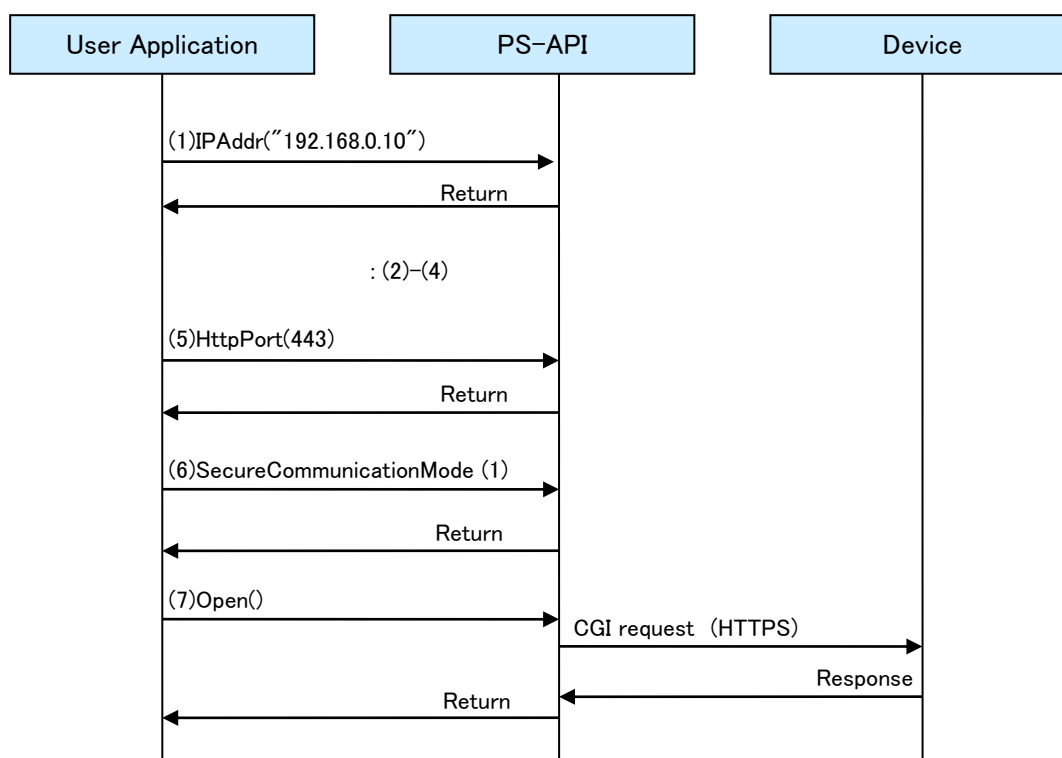 User Application
PS-API
Device
(1)IPAddr("192.168.0.10")
Return
: (2)-(4)
(5)HttpPort(443)
Return
(6)SecureCommunicationMode (1)
Return
(7)Open()
CGI request (HTTPS)
Response
Return